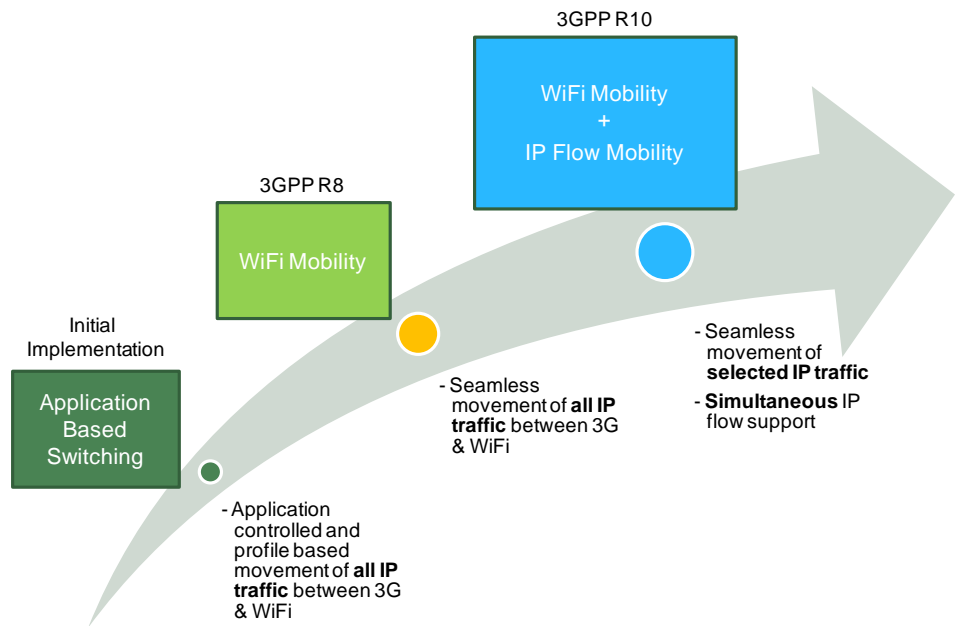 3GPP R10
WiFi Mobility
+
IP Flow Mobility
3GPP R8
WiFi Mobility
Initial
Implementation
Application
Based
Switching
- Seamless
movement of
selected IP traffic
- Simultaneous IP
flow support
- Seamless
movement of all IP
traffic between 3G
& WiFi
- Application
controlled and
profile based
movement of all IP
traffic between 3G
& WiFi